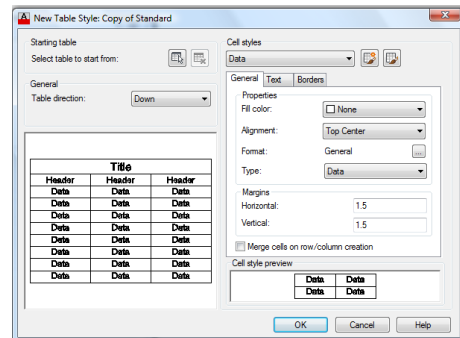 New Table Style: Copy of Standard
Starting table
Select table to start from:
General
Table direction: Down
Title
Header Header Header
Data Data Data
Data Data Data
Data Data Data
Data Data Data
Data Data Data
Data Data Data
Data Data Data
Data Data Data
Cell styles
Data
General Text Borders
Properties
Fill color: None
Alignment: Top Center
Format: General ...
Type: Data
Margins
Horizontal: 1.5
Vertical: 1.5
Merge cells on row/column creation
Cell style preview
Data Data
Data Data
OK Cancel Help